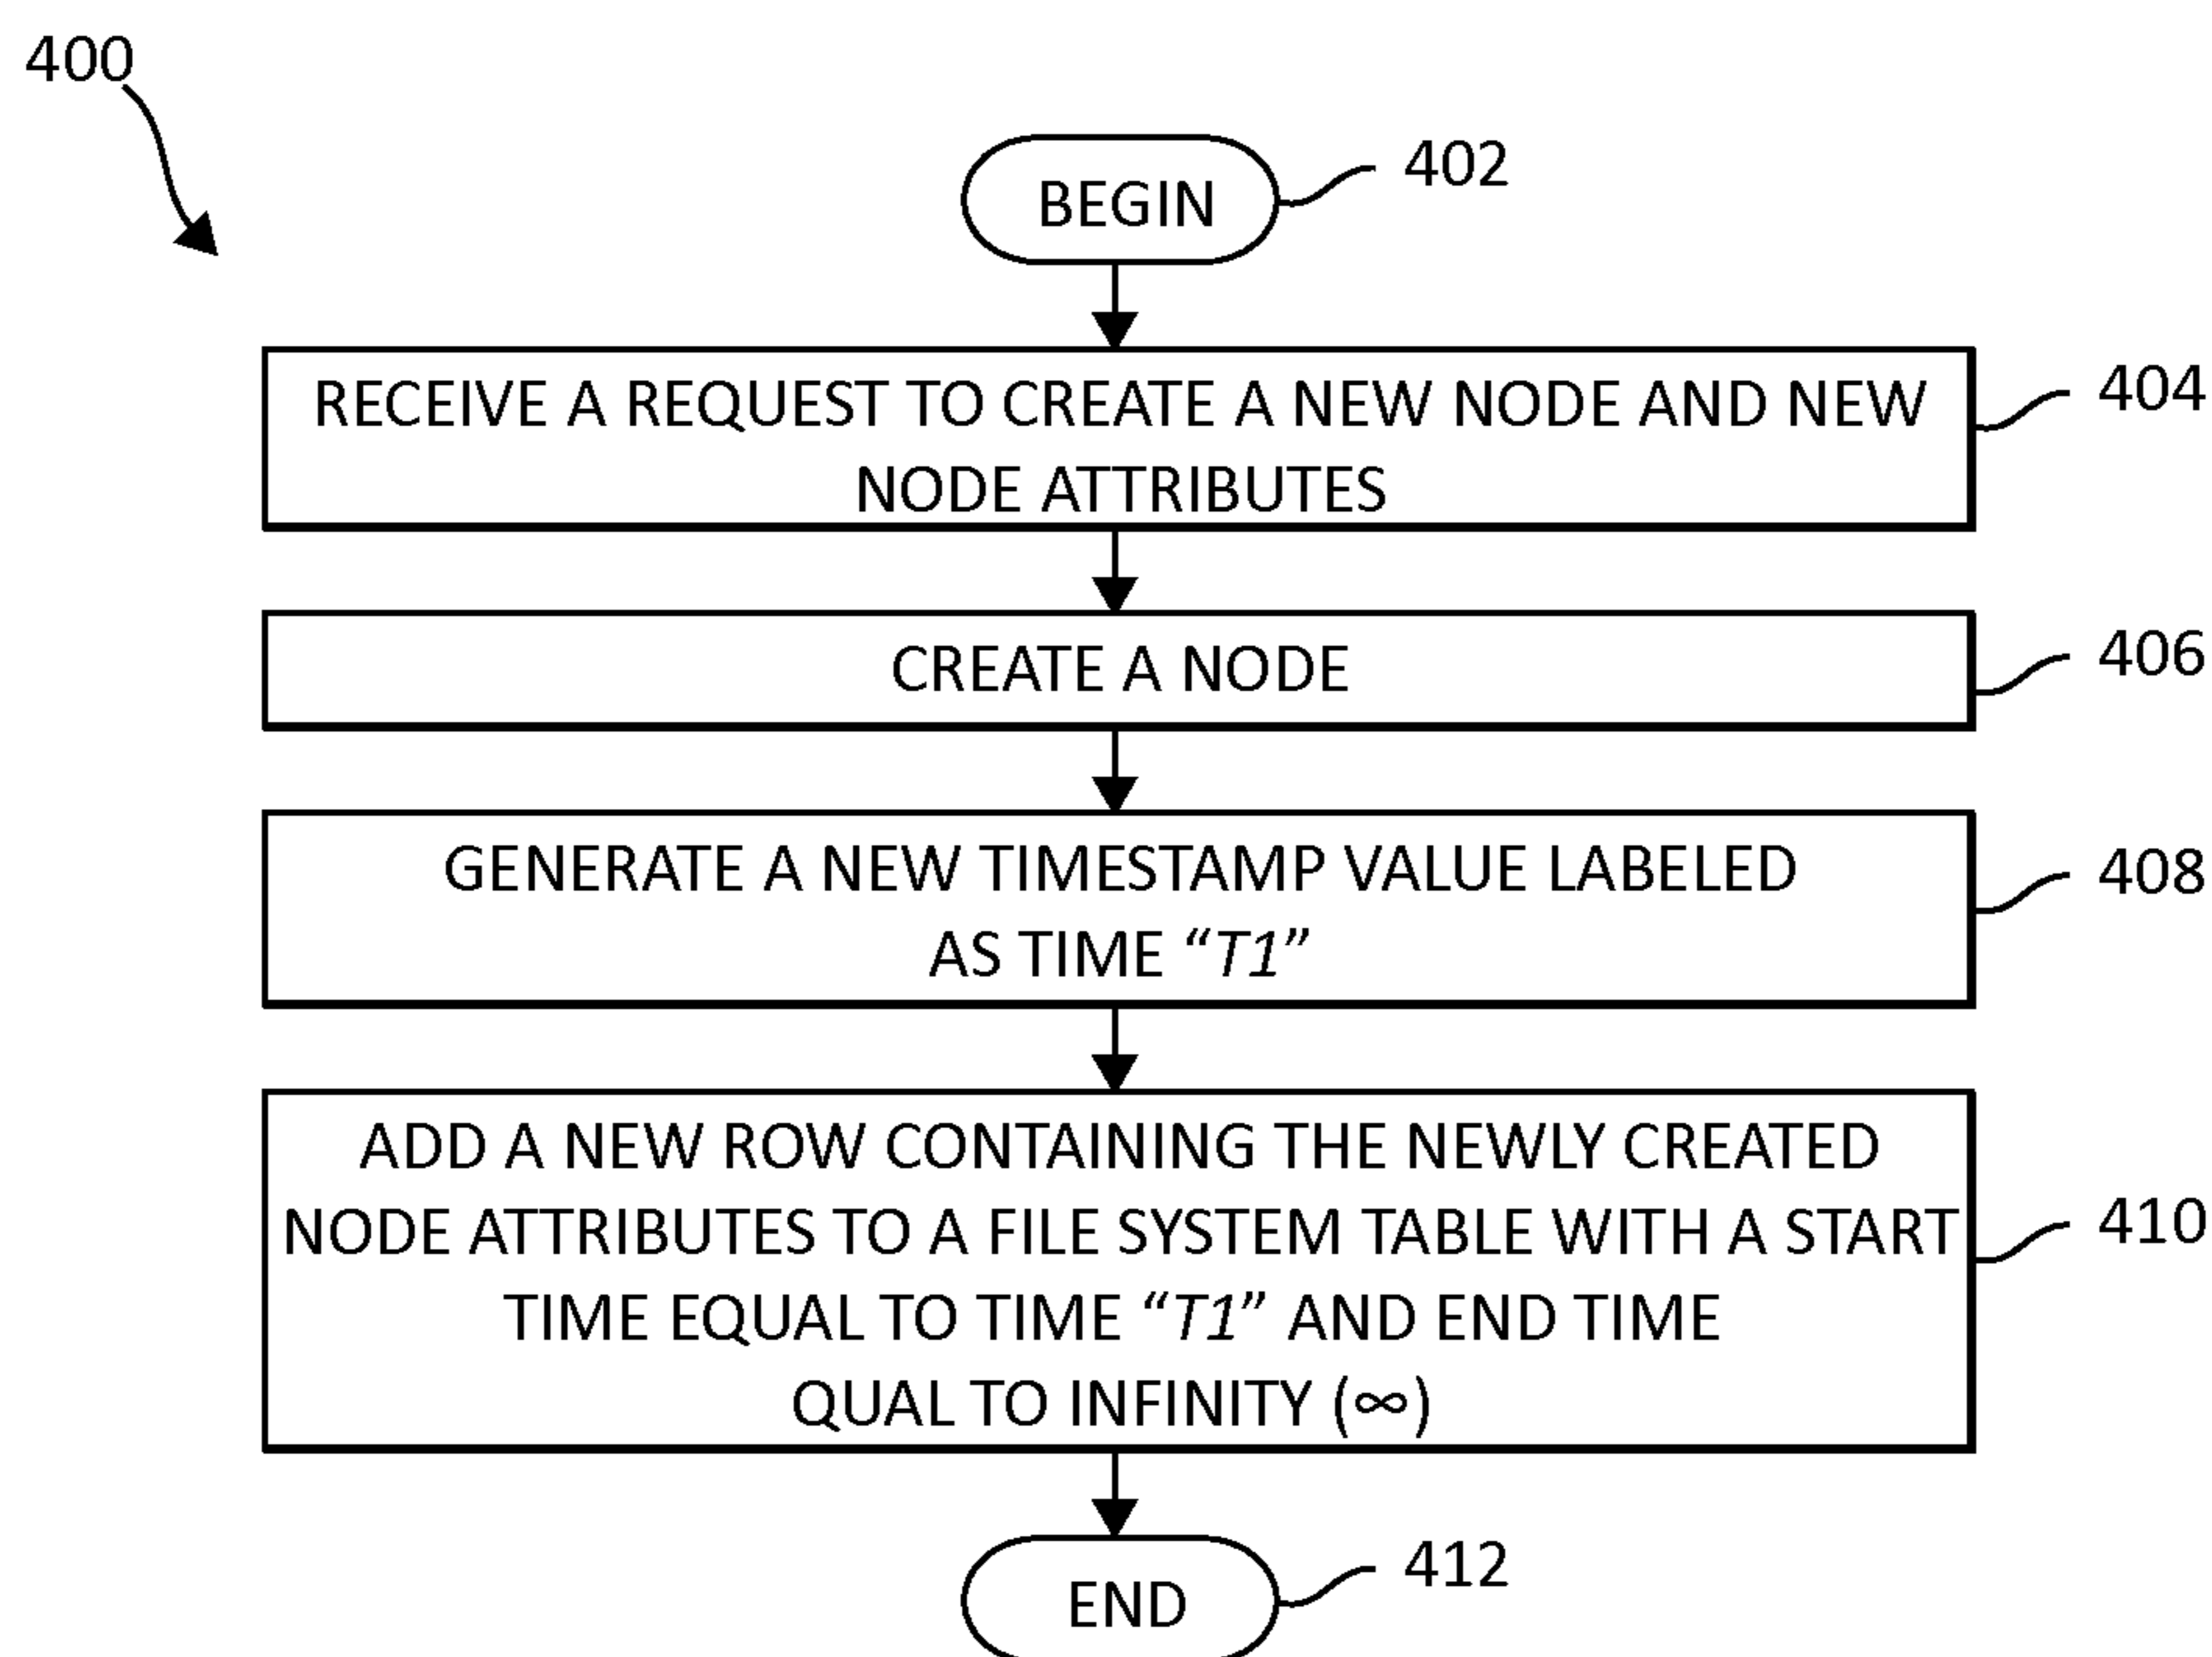 400
BEGIN
402
RECEIVE A REQUEST TO CREATE A NEW NODE AND NEW
NODE ATTRIBUTES
404
CREATE A NODE
406
GENERATE A NEW TIMESTAMP VALUE LABELED
AS TIME “T1”
408
ADD A NEW ROW CONTAINING THE NEWLY CREATED
NODE ATTRIBUTES TO A FILE SYSTEM TABLE WITH A START
TIME EQUAL TO TIME “T1” AND END TIME
QUAL TO INFINITY (∞)
410
END
412